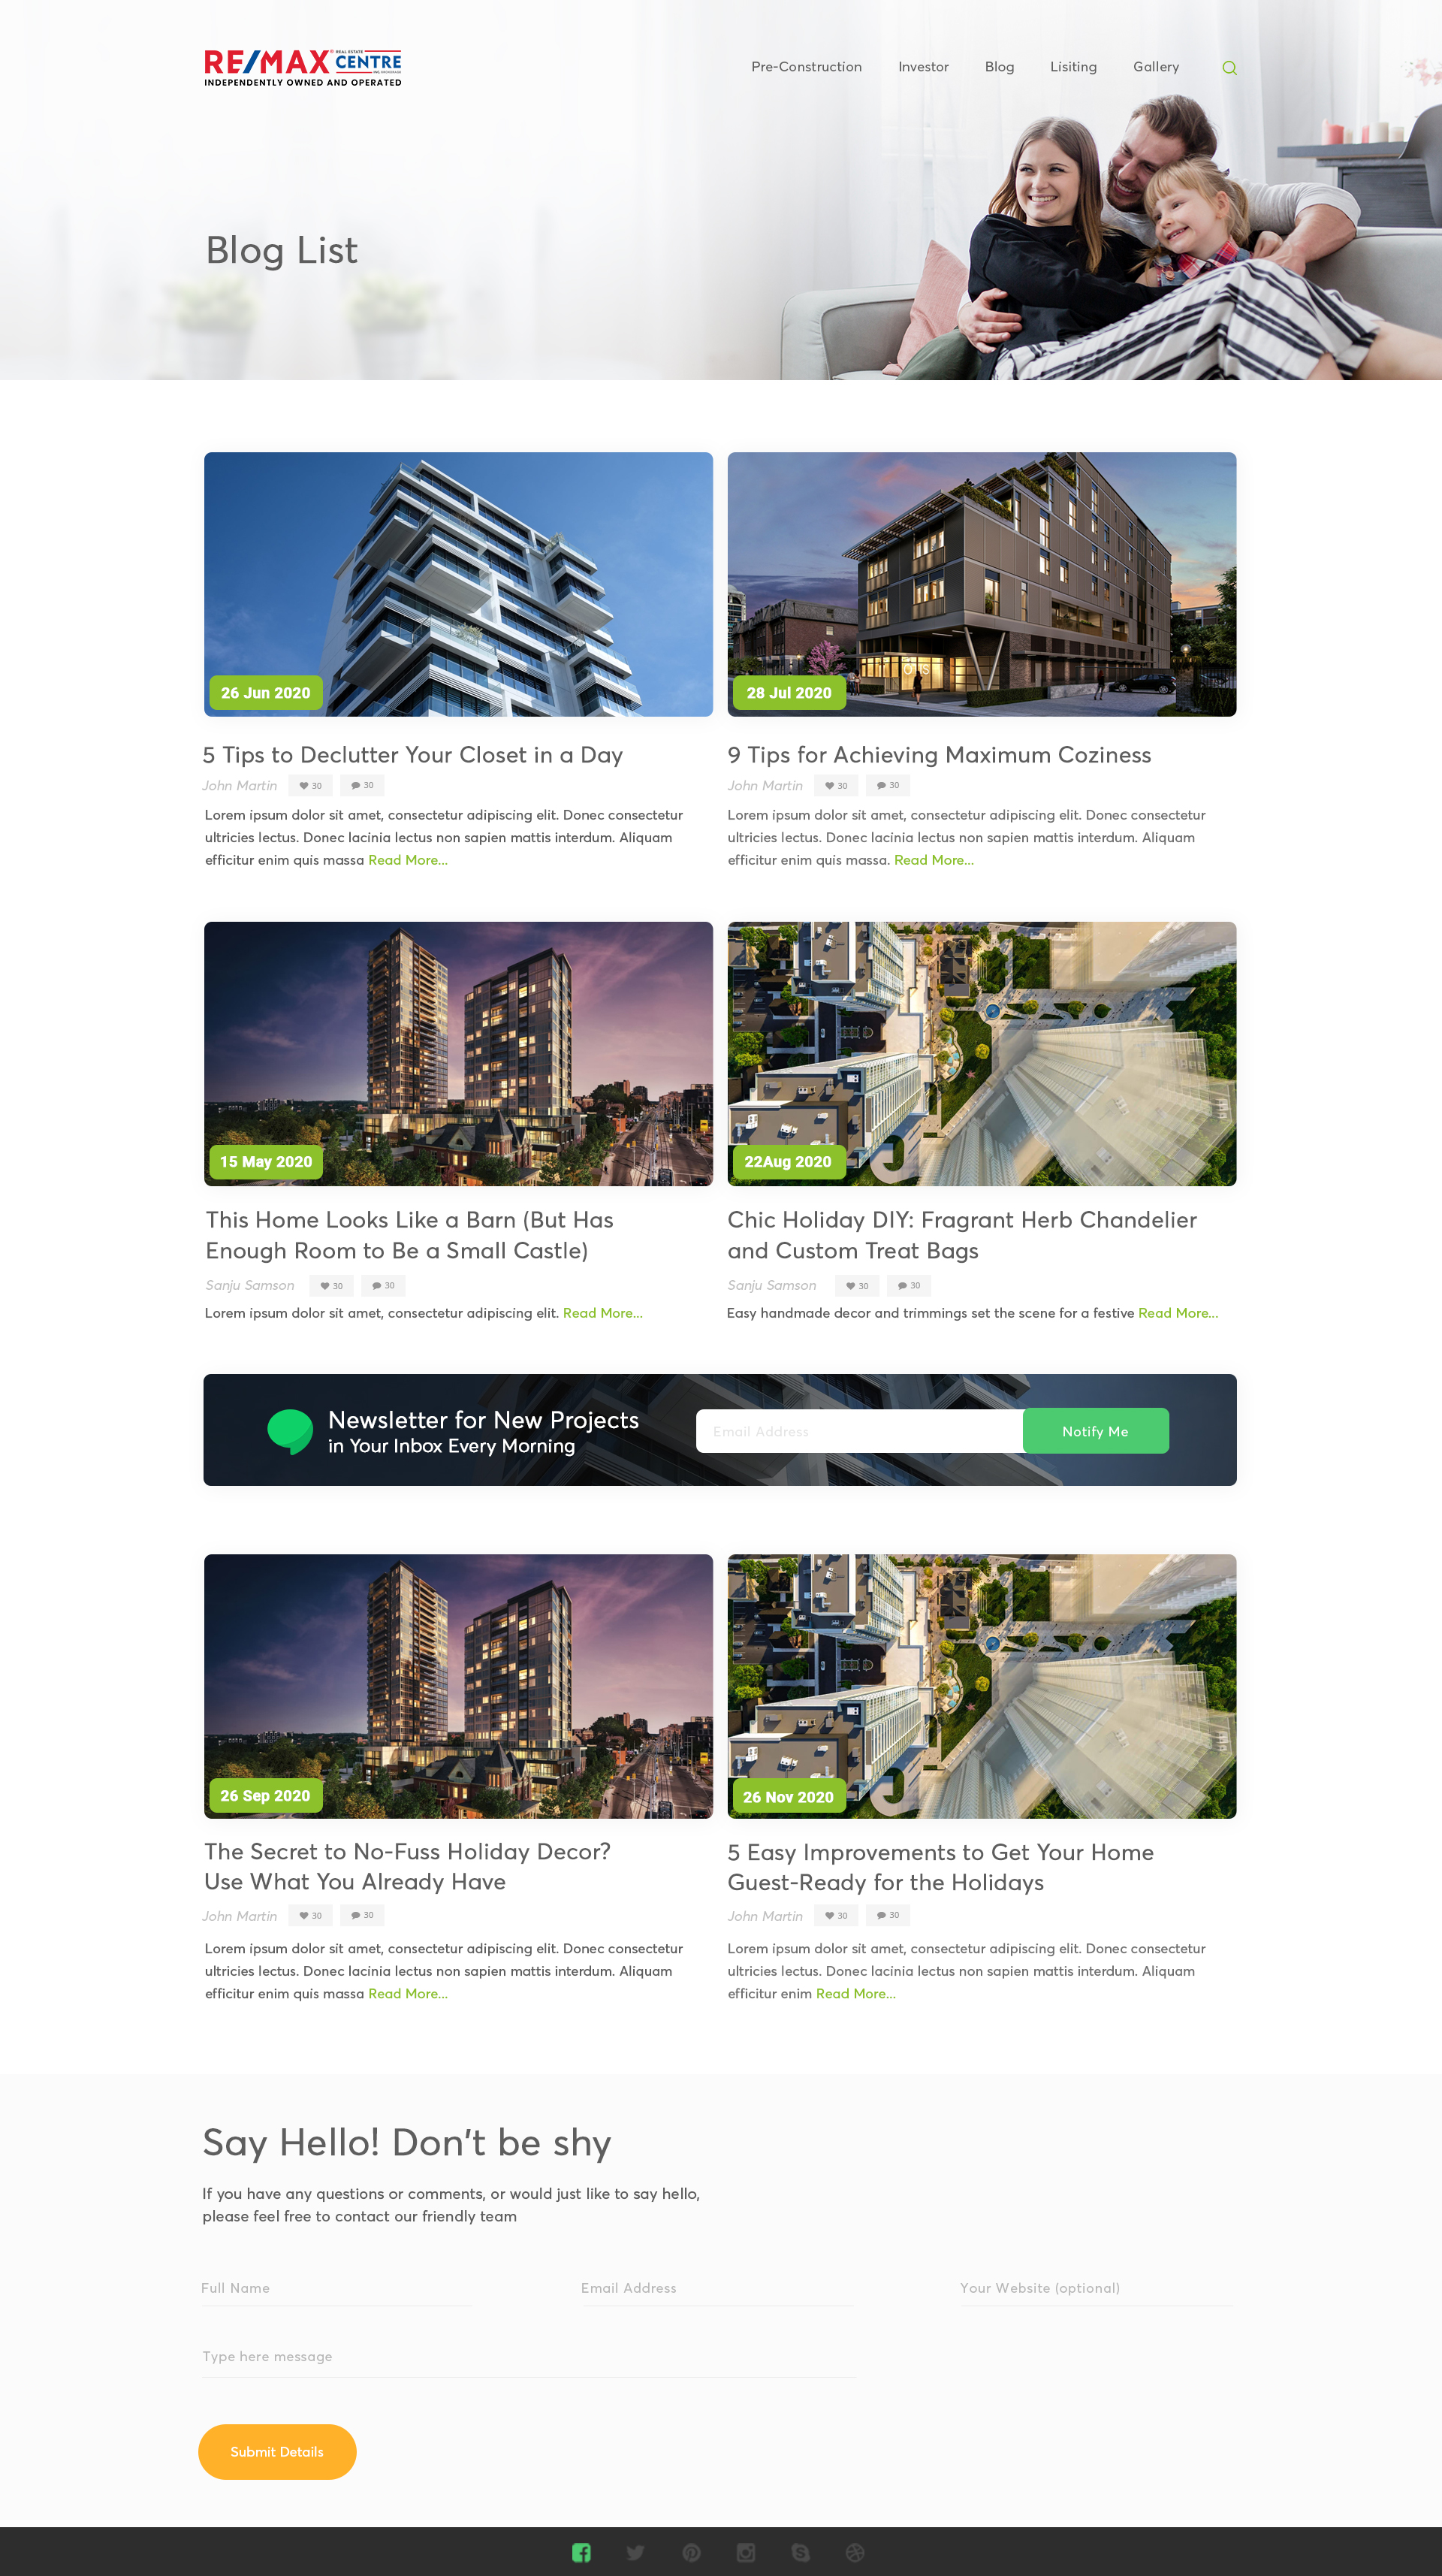 RE/MAX REAL ESTATE
CENTRE
INDEPENDENTLY OWNED AND OPERATED
Pre-Construction Investor Blog Lisiting Gallery
Blog List
26 Jun 2020
5 Tips to Declutter Your Closet in a Day
John Martin 30 30
Lorem ipsum dolor sit amet, consectetur adipiscing elit. Donec consectetur
ultricies lectus. Donec lacinia lectus non sapien mattis interdum. Aliquam
efficitur enim quis massa Read More...
28 Jul 2020
9 Tips for Achieving Maximum Coziness
John Martin 30 30
Lorem ipsum dolor sit amet, consectetur adipiscing elit. Donec consectetur
ultricies lectus. Donec lacinia lectus non sapien mattis interdum. Aliquam
efficitur enim quis massa. Read More...
15 May 2020
This Home Looks Like a Barn (But Has
Enough Room to Be a Small Castle)
Sanju Samson 30 30
Lorem ipsum dolor sit amet, consectetur adipiscing elit. Read More...
22Aug 2020
Chic Holiday DIY: Fragrant Herb Chandelier
and Custom Treat Bags
Sanju Samson 30 30
Easy handmade decor and trimmings set the scene for a festive Read More...
Newsletter for New Projects
in Your Inbox Every Morning
Email Address
Notify Me
26 Sep 2020
The Secret to No-Fuss Holiday Decor?
Use What You Already Have
John Martin 30 30
Lorem ipsum dolor sit amet, consectetur adipiscing elit. Donec consectetur
ultricies lectus. Donec lacinia lectus non sapien mattis interdum. Aliquam
efficitur enim quis massa Read More...
26 Nov 2020
5 Easy Improvements to Get Your Home
Guest-Ready for the Holidays
John Martin 30 30
Lorem ipsum dolor sit amet, consectetur adipiscing elit. Donec consectetur
ultricies lectus. Donec lacinia lectus non sapien mattis interdum. Aliquam
efficitur enim Read More...
Say Hello! Don't be shy
If you have any questions or comments, or would just like to say hello,
please feel free to contact our friendly team
Full Name
Email Address
Your Website (optional)
Type here message
Submit Details